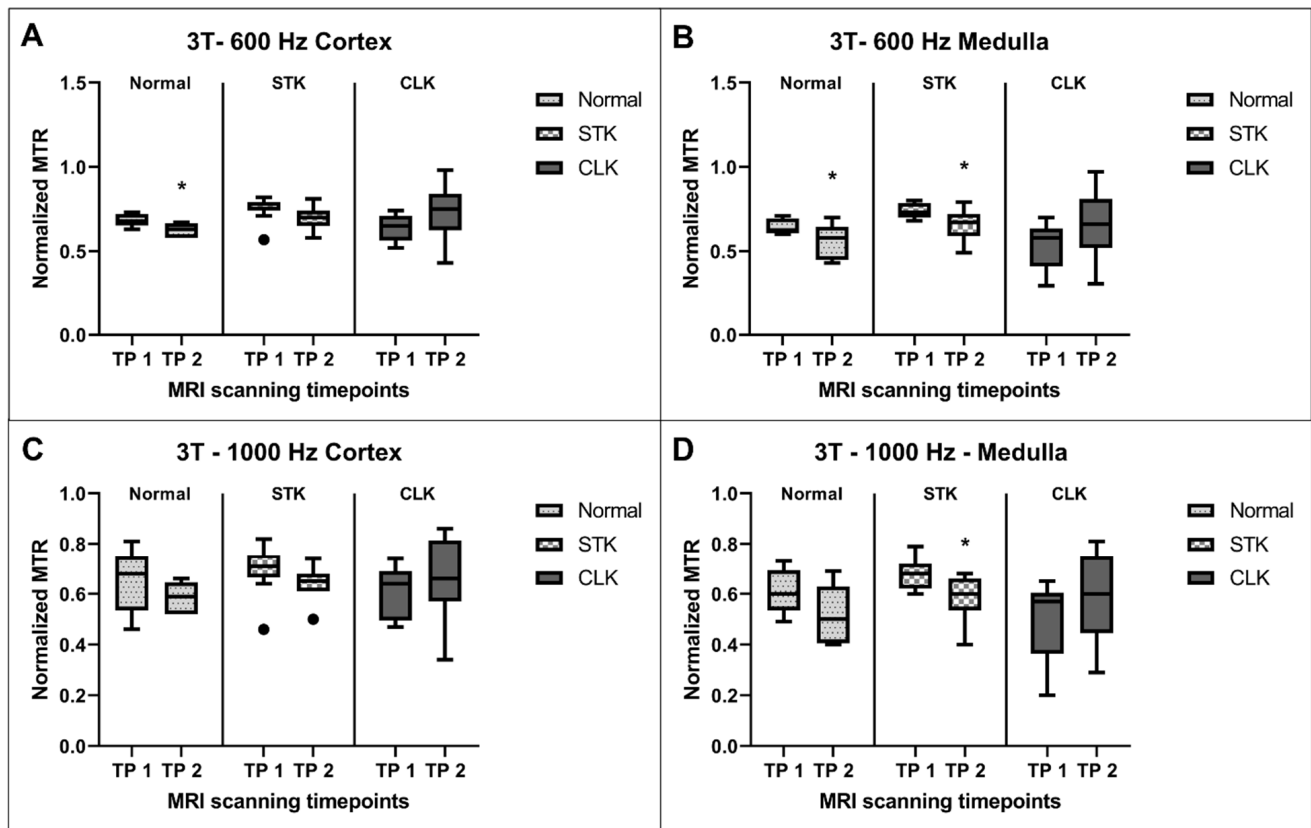 A
3T- 600 Hz Cortex
Normalized MTR
1.5
1.0
0.5
0.0
Normal
STK
CLK
*
TP 1
TP 2
TP 1
TP 2
TP 1
TP 2
MRI scanning timepoints
Normal
STK
CLK
B
3T- 600 Hz Medulla
Normalized MTR
1.5
1.0
0.5
0.0
Normal
STK
CLK
*
*
TP 1
TP 2
TP 1
TP 2
TP 1
TP 2
MRI scanning timepoints
Normal
STK
CLK
C
3T - 1000 Hz Cortex
Normalized MTR
1.0
0.8
0.6
0.4
0.2
0.0
Normal
STK
CLK
TP 1
TP 2
TP 1
TP 2
TP 1
TP 2
MRI scanning timepoints
Normal
STK
CLK
D
3T - 1000 Hz - Medulla
Normalized MTR
1.0
0.8
0.6
0.4
0.2
0.0
Normal
STK
CLK
*
TP 1
TP 2
TP 1
TP 2
TP 1
TP 2
MRI scanning timepoints
Normal
STK
CLK